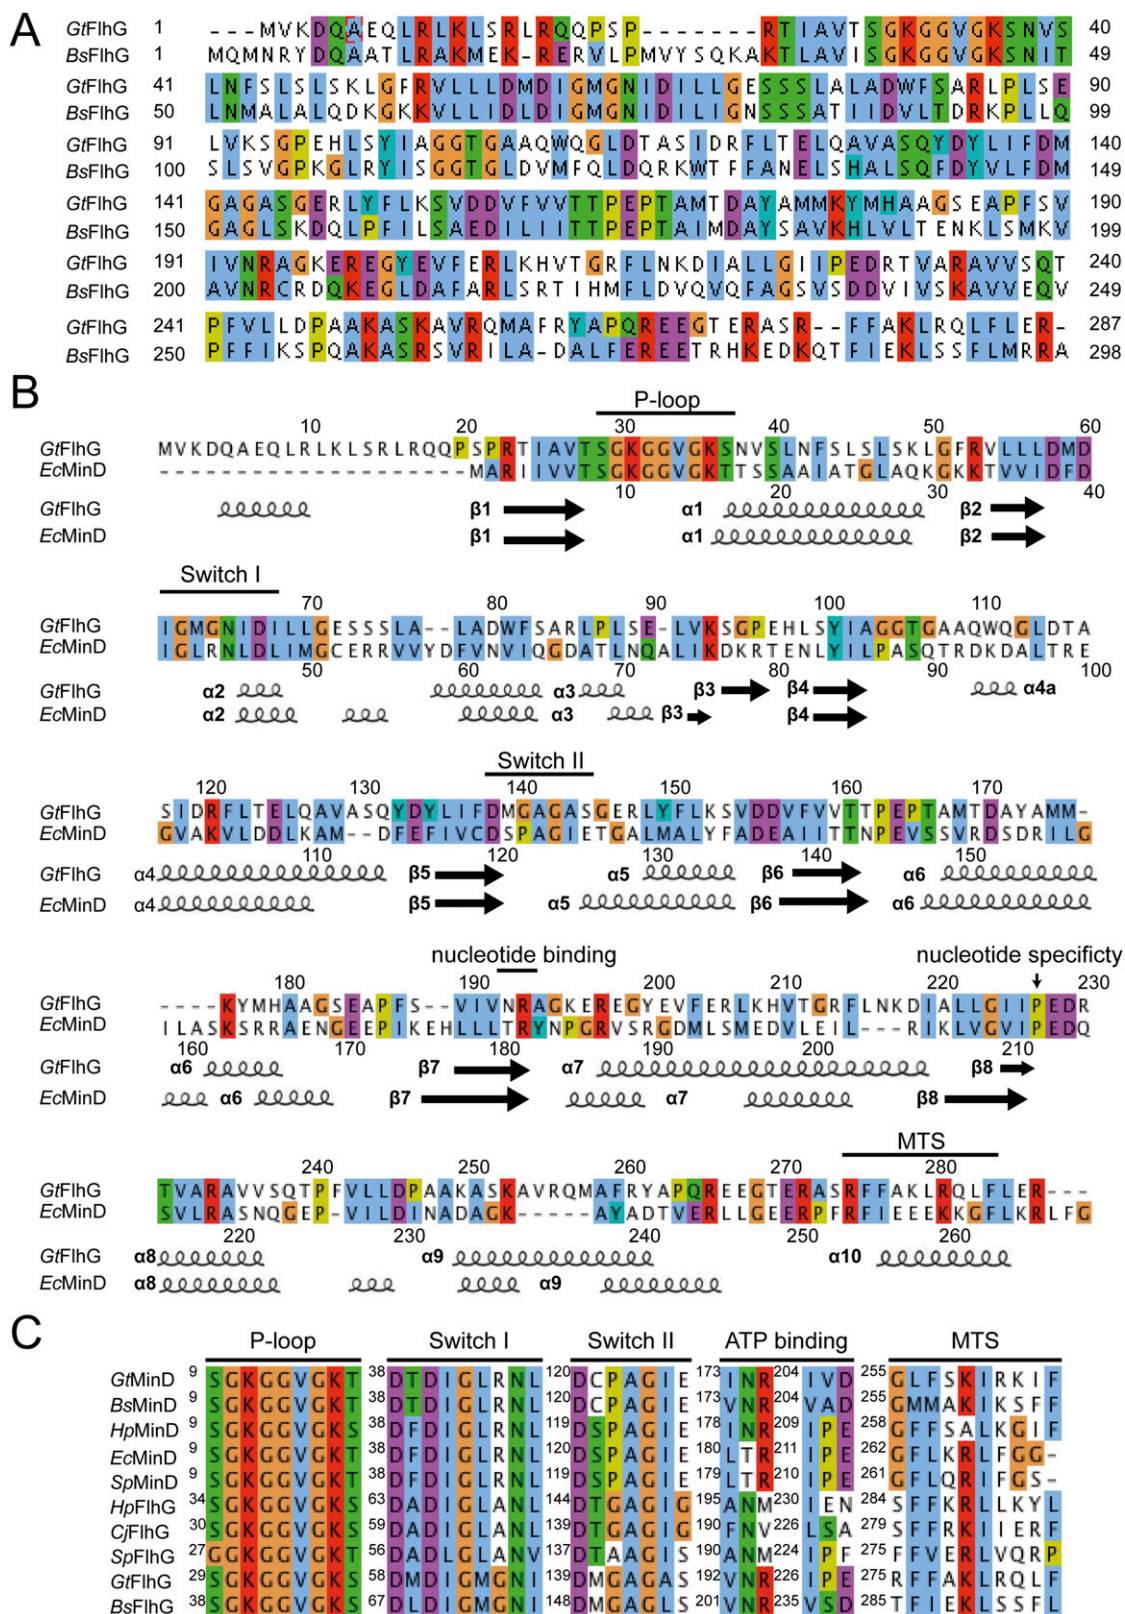 A
GtFlhG 1 ---MVKDQAEQLRLKLSRLRQQPSP-------RTIAVTSGKGGVGKSNVS 40
BsFlhG 1 MQMNRYDQAATLRAKMEK-RERVLPMVYSQKAKTLAVISGKGGVGKSNIT 49
GtFlhG 41 LNFSLSLSKLGFRVLLLDMDIGMGNIDILLGESSSLALADWFSARLPLSE 90
BsFlhG 50 LNMALALQDKGKKVLLIDLDIGMGNIDILLGNSSSATIIDVLTDRKPLLQ 99
GtFlhG 91 LVKSGPEHLSYIAGGTGAAQWQGLDTASIDRFLTELQAVASQYDYLIFDM 140
BsFlhG 100 SLSVGPKGLRYISGGTGLDVMFQLDQRKWTFFANELSHALSQFDYVLFDM 149
GtFlhG 141 GAGASGERLYFLKSVDDVFVVTTPEPTAMTDAYAMMKYMHAAGSEAPFSV 190
BsFlhG 150 GAGLSKDQLPFILSAEDILIITTPEPTAIMDAYSAVKHLVLTENKLSMKV 199
GtFlhG 191 IVNRAGKEREGYEVFERLKHVTGRFLNKDIALLGIIPEDRTVARAVVSQT 240
BsFlhG 200 AVNRCRDQKEGLDAFARLSRTIHMFLDVQVQFAGSVSDDVIVSKAVVEQV 249
GtFlhG 241 PFVLLDPAAKASKAVRQMAFRYAPQREEGTERASR--FFAKLRQLFLER- 287
BsFlhG 250 PFFIKSPQAKASRSVRILA-DALFEREETRHKEDKQTFIEKLSSFLMRRA 298
B
P-loop
10 20 30 40 50 60
GtFlhG MVKDQAEQLRLKLSRLRQQPSPRTIAVTSGKGGVGKSNVSLNFSLSLSKLGFRVLLLDMD
EcMinD --------------------MARIIVVTSGKGGVGKTTSSAAIATGLAQKGKKTVVIDFD
10 20 30 40
GtFlhG β1 α1 β2
EcMinD β1 α1 β2
Switch I
70 80 90 100 110
GtFlhG IGMGNIDILLGESSSLA--LADWFSARLPLSE-LVKSGPEHLSYIAGGTGAAQWQGLDTA
EcMinD IGLRNLDLIMGCERRVVYDFVNVIQGDATLNQALIKDKRTENLYILPASQTRDKDALTRE
50 60 70 80 90 100
GtFlhG α2 α3 β3 β4 α4a
EcMinD α2 α3 β3 β4
Switch II
120 130 140 150 160 170
GtFlhG SIDRFLTELQAVASQYDYLIFDMGAGASGERLYFLKSVDDVFVVTTPEPTAMTDAYAMM-
EcMinD GVAKVLDDLKAM--DFEFIVCDSPAGIETGALMALYFADEAIITTNPEVSSVRDSDRILG
110 120 130 140 150
GtFlhG α4 β5 α5 β6 α6
EcMinD α4 β5 α5 β6 α6
nucleotide binding nucleotide specificty
180 190 200 210 220 230
GtFlhG ----KYMHAAGSEAPFS--VIVNRAGKEREGYEVFERLKHVTGRFLNKDIALLGIIPEDR
EcMinD ILASKSRRAENGEEPIKEHLLLTRYNPGRVSRGDMLSMEDVLEIL---RIKLVGVIPEDQ
160 170 180 190 200 210
GtFlhG α6 β7 α7 β8
EcMinD α6 β7 α7 β8
MTS
240 250 260 270 280
GtFlhG TVARAVVSQTPFVLLDPAAKASKAVRQMAFRYAPQREEGTERASRFFAKLRQLFLER---
EcMinD SVLRASNQGEP-VILDINADAGK-----AYADTVERLLGEERPFRFIEEEKKGFLKRLFG
220 230 240 250 260
GtFlhG α8 α9 α10
EcMinD α8 α9
C
P-loop Switch I Switch II ATP binding MTS
GtMinD 9 SGKGGVGKT 38 DTDIGLRNL 120 DCPAGIE 173 INR 204 IVD 255 GLFSKIRKIF
BsMinD 9 SGKGGVGKT 38 DTDIGLRNL 120 DCPAGIE 173 VNR 204 VAD 255 GMMAKIKSFF
HpMinD 9 SGKGGVGKS 38 DFDIGLRNL 119 DSPAGIE 178 INR 209 IPE 258 GFFSALKGIF
EcMinD 9 SGKGGVGKT 38 DFDIGLRNL 120 DSPAGIE 180 LTR 211 IPE 262 GFLKRLFGG-
SpMinD 9 SGKGGVGKT 38 DFDIGLRNL 119 DSPAGIE 179 LTR 210 IPE 261 GFLQRIFGS-
HpFlhG 34 SGKGGVGKS 63 DADIGLANL 144 DTGAGIG 195 ANM 230 IEN 284 SFFKRLLKYL
CjFlhG 30 SGKGGVGKS 59 DADIGLANL 139 DTGAGIG 190 FNV 226 LSA 279 SFFRKIIERF
SpFlhG 27 GGKGGVGKT 56 DADLGLANV 137 DTAAGIS 190 ANM 224 IPF 275 FFVERLVQRP
GtFlhG 29 SGKGGVGKS 58 DMDIGMGNI 139 DMGAGAS 192 VNR 226 IPE 275 RFFAKLRQLF
BsFlhG 38 SGKGGVGKS 67 DLDIGMGNI 148 DMGAGLS 201 VNR 235 VSD 285 TFIEKLSSFL